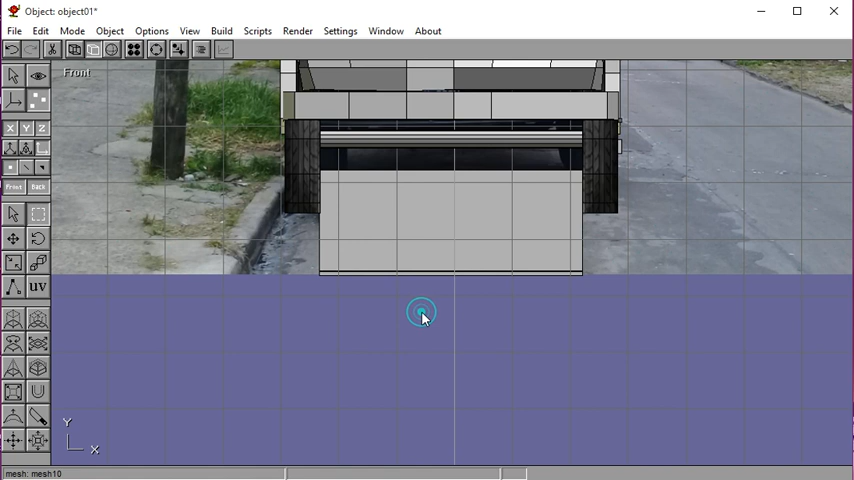 Object: object01*
File Edit Mode Object Options View Build Scripts Render Settings Window About
Front
X Y Z
Front Back
uv
Y
X
mesh: mesh10